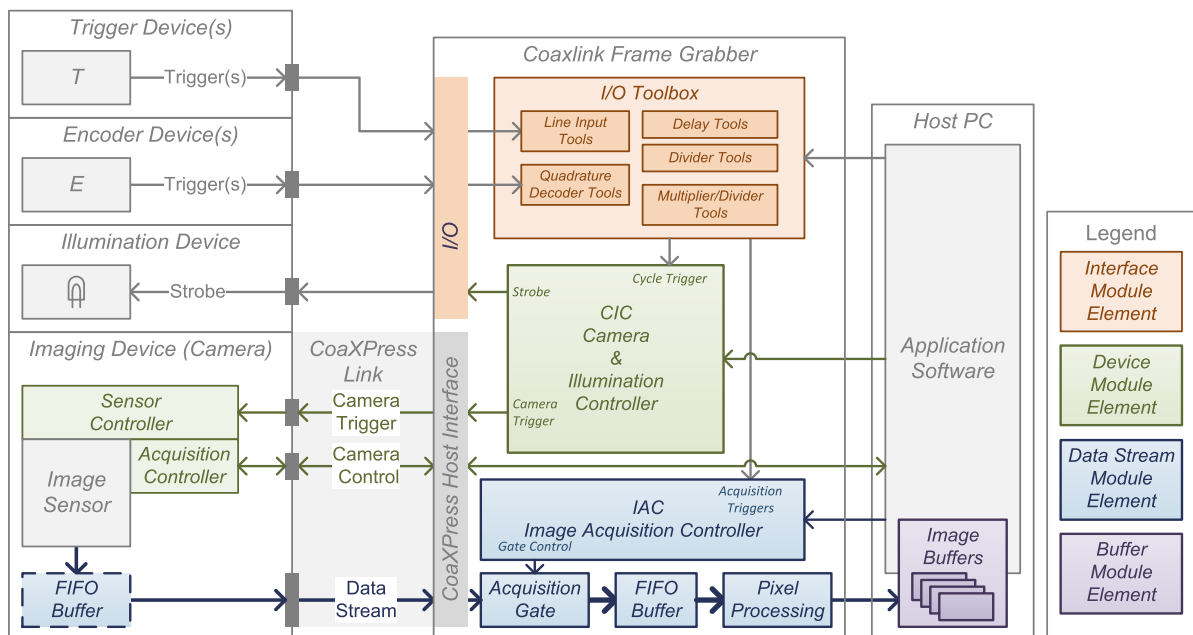 Trigger Device(s)
T
Trigger(s)
Encoder Device(s)
E
Trigger(s)
Illumination Device
Strobe
Imaging Device (Camera)
Sensor
Controller
Acquisition
Controller
Image
Sensor
FIFO
Buffer
CoaXPress
Link
Camera
Trigger
Camera
Control
Data
Stream
Coaxlink Frame Grabber
I/O
CoaXPress Host Interface
I/O Toolbox
Line Input
Tools
Quadrature
Decoder Tools
Delay Tools
Divider Tools
Multiplier/Divider
Tools
Cycle Trigger
Strobe
CIC
Camera
&
Illumination
Controller
Camera
Trigger
Acquisition
Triggers
IAC
Image Acquisition Controller
Gate Control
Acquisition
Gate
FIFO
Buffer
Pixel
Processing
Host PC
Application
Software
Image
Buffers
Legend
Interface
Module
Element
Device
Module
Element
Data Stream
Module
Element
Buffer
Module
Element